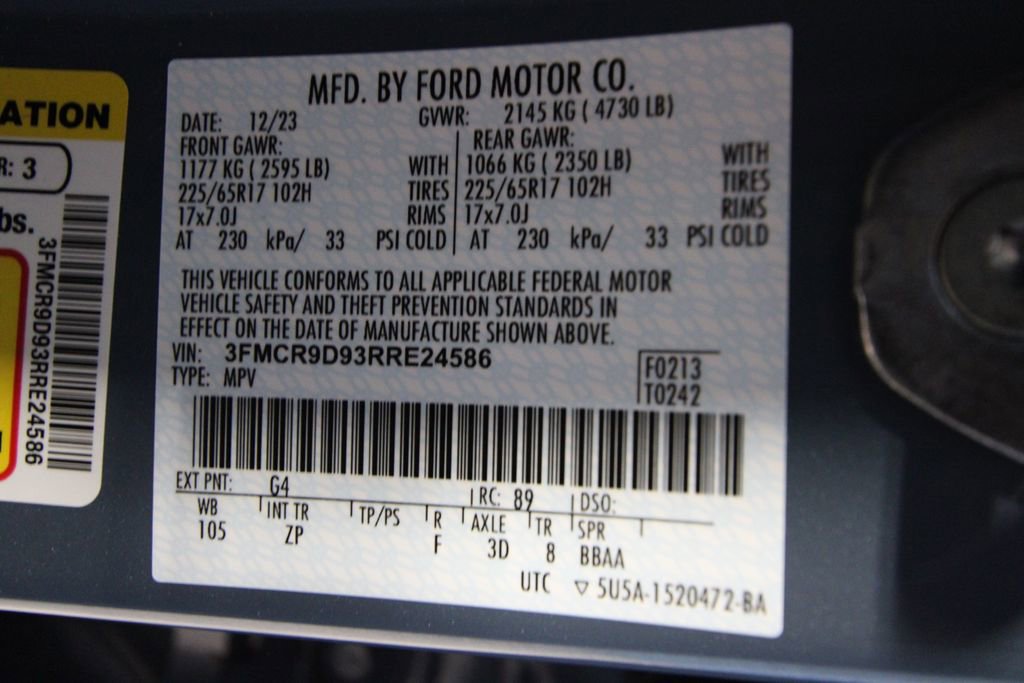 ATION
R: 3
bs.
3FMCR9D93RRE24586
MFD. BY FORD MOTOR CO.
DATE: 12/23 GVWR: 2145 KG ( 4730 LB)
FRONT GAWR: REAR GAWR:
1177 KG ( 2595 LB) WITH 1066 KG ( 2350 LB) WITH
225/65R17 102H TIRES 225/65R17 102H TIRES
17x7.0J RIMS 17x7.0J RIMS
AT 230 kPa/ 33 PSI COLD AT 230 kPa/ 33 PSI COLD
THIS VEHICLE CONFORMS TO ALL APPLICABLE FEDERAL MOTOR
VEHICLE SAFETY AND THEFT PREVENTION STANDARDS IN
EFFECT ON THE DATE OF MANUFACTURE SHOWN ABOVE.
VIN: 3FMCR9D93RRE24586
TYPE: MPV
F0213
T0242
EXT PNT: G4 RC: 89 DSO:
WB INT TR TP/PS R AXLE TR SPR
105 ZP F 3D 8 BBAA
UTC ▽ 5U5A-1520472-BA